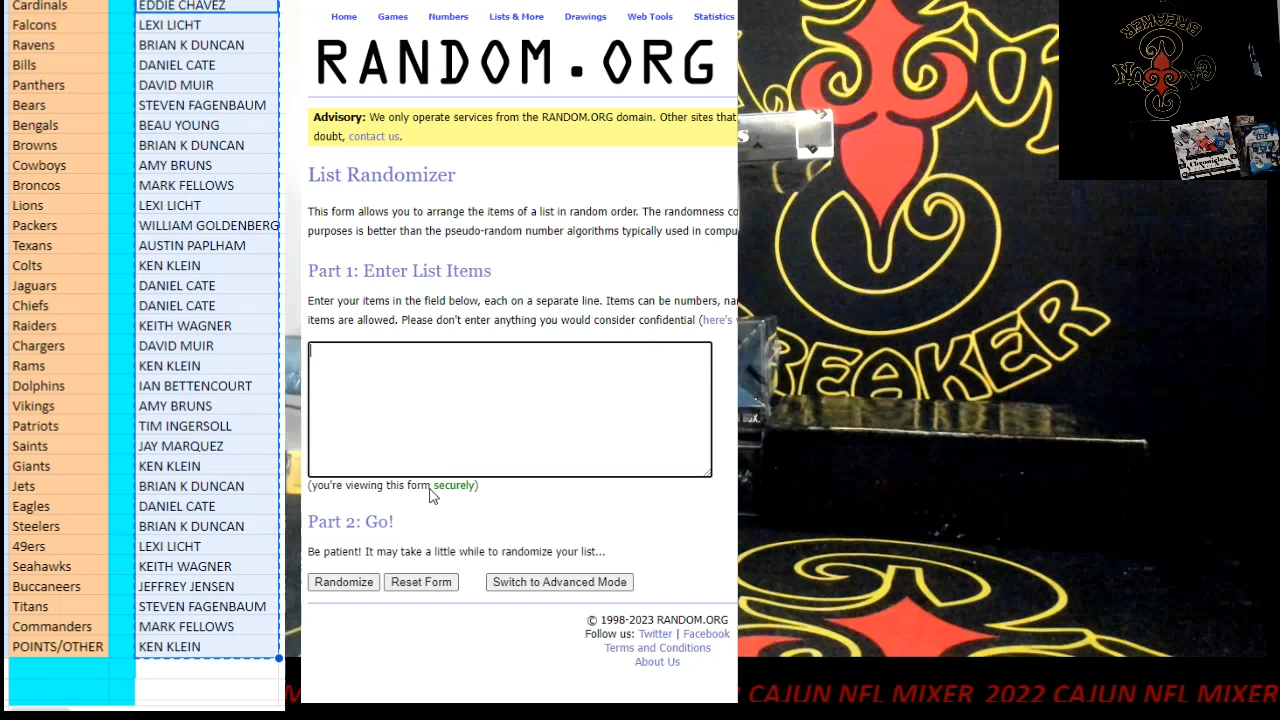 Cardinals EDDIE CHAVEZ
Falcons LEXI LICHT
Ravens BRIAN K DUNCAN
Bills DANIEL CATE
Panthers DAVID MUIR
Bears STEVEN FAGENBAUM
Bengals BEAU YOUNG
Browns BRIAN K DUNCAN
Cowboys AMY BRUNS
Broncos MARK FELLOWS
Lions LEXI LICHT
Packers WILLIAM GOLDENBERG
Texans AUSTIN PAPLHAM
Colts KEN KLEIN
Jaguars DANIEL CATE
Chiefs DANIEL CATE
Raiders KEITH WAGNER
Chargers DAVID MUIR
Rams KEN KLEIN
Dolphins IAN BETTENCOURT
Vikings AMY BRUNS
Patriots TIM INGERSOLL
Saints JAY MARQUEZ
Giants KEN KLEIN
Jets BRIAN K DUNCAN
Eagles DANIEL CATE
Steelers BRIAN K DUNCAN
49ers LEXI LICHT
Seahawks KEITH WAGNER
Buccaneers JEFFREY JENSEN
Titans STEVEN FAGENBAUM
Commanders MARK FELLOWS
POINTS/OTHER KEN KLEIN
Home Games Numbers Lists & More Drawings Web Tools Statistics
RANDOM.ORG
Advisory: We only operate services from the RANDOM.ORG domain. Other sites that
doubt, contact us.
List Randomizer
This form allows you to arrange the items of a list in random order. The randomness
purposes is better than the pseudo-random number algorithms typically used in
Part 1: Enter List Items
Enter your items in the field below, each on a separate line. Items can be numbers,
items are allowed. Please don't enter anything you would consider confidential (here's
(you're viewing this form securely)
Part 2: Go!
Be patient! It may take a little while to randomize your list...
Randomize Reset Form Switch to Advanced Mode
© 1998-2023 RANDOM.ORG
Follow us: Twitter | Facebook
Terms and Conditions
About Us
BREAKER
BREAKER
Chronicles
BOX.
CAJUN NFL MIXER 2022 CAJUN NFL MIXER